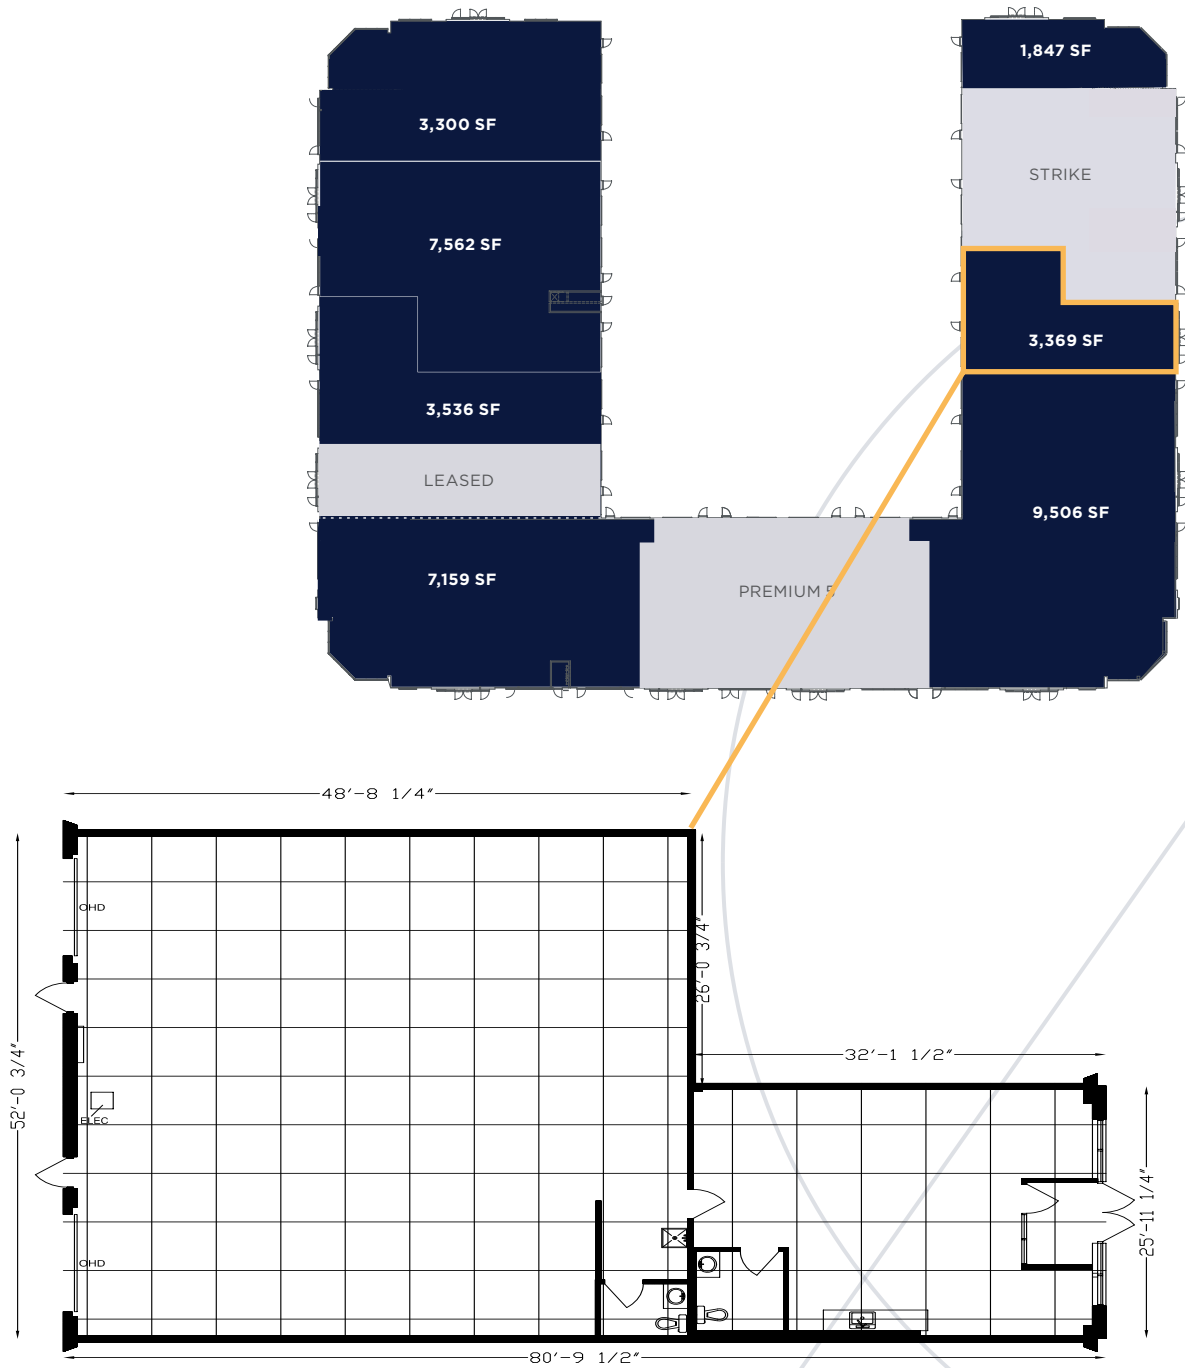 1,847 SF
3,300 SF
STRIKE
7,562 SF
3,369 SF
3,536 SF
LEASED
9,506 SF
7,159 SF
PREMIUM 5
48'-8 1/4"
OHD
26'-0 3/4"
52'-0 3/4"
32'-1 1/2"
ELEC
25'-11 1/4"
OHD
80'-9 1/2"